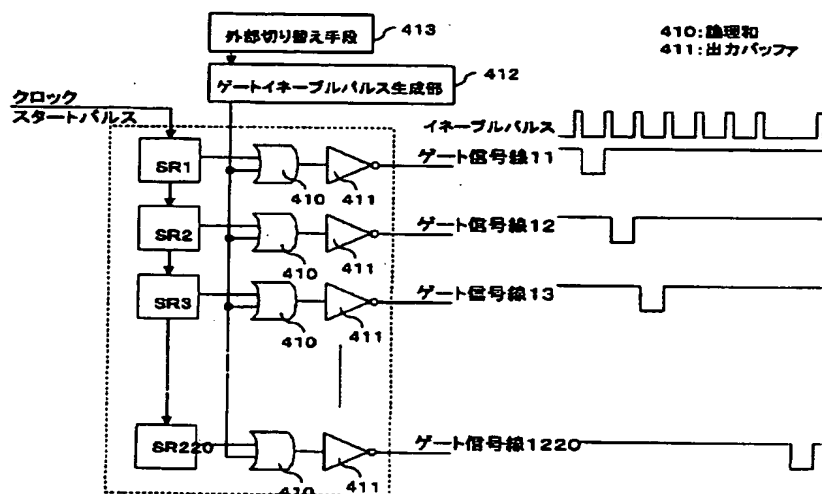 外部切り替え手段
413
410:論理和
411:出力バッファ
ゲートイネーブルパルス生成部
412
クロック
スタートパルス
イネーブルパルス
SR1
410
411
ゲート信号線11
SR2
410
411
ゲート信号線12
SR3
410
411
ゲート信号線13
SR220
410
411
ゲート信号線1220